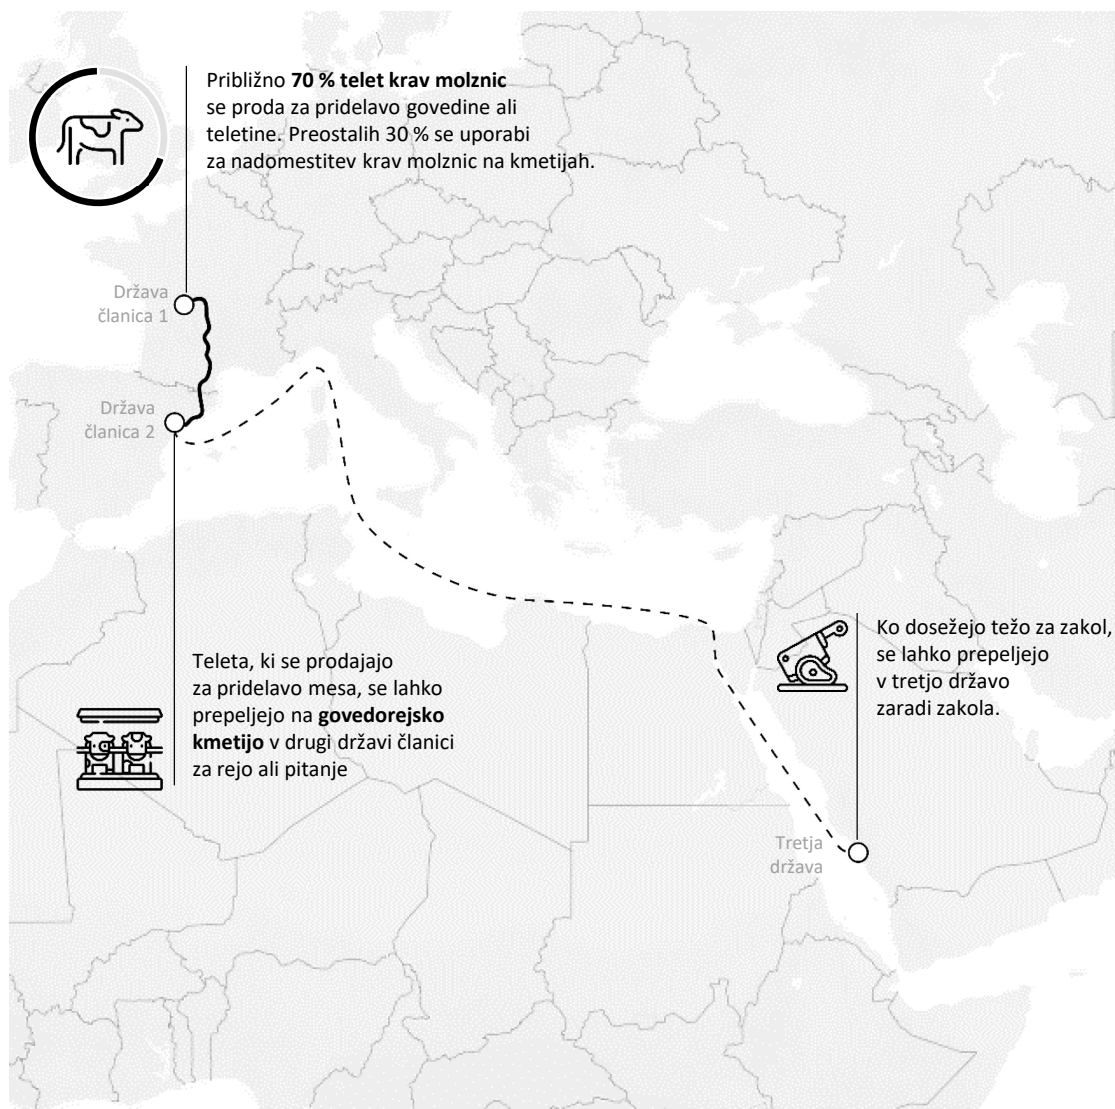 Približno 70 % telet krav molznic
se proda za pridelavo govedine ali
teletine. Preostalih 30 % se uporabi
za nadomestitev krav molznic na kmetijah.
Država
članica 1
Država
članica 2
Teleta, ki se prodajajo
za pridelavo mesa, se lahko
prepeljejo na govedorejsko
kmetijo v drugi državi članici
za rejo ali pitanje
Ko dosežejo težo za zakol,
se lahko prepeljejo
v tretjo državo
zaradi zakola.
Tretja
država